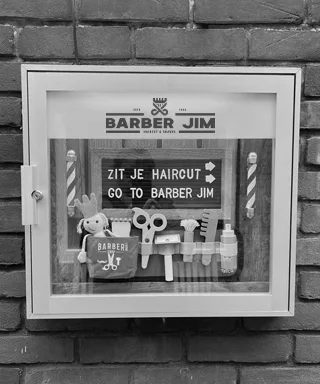 BARBER JIM
ZIT JE HAIRCUT
GO TO BARBER JIM
BARBER